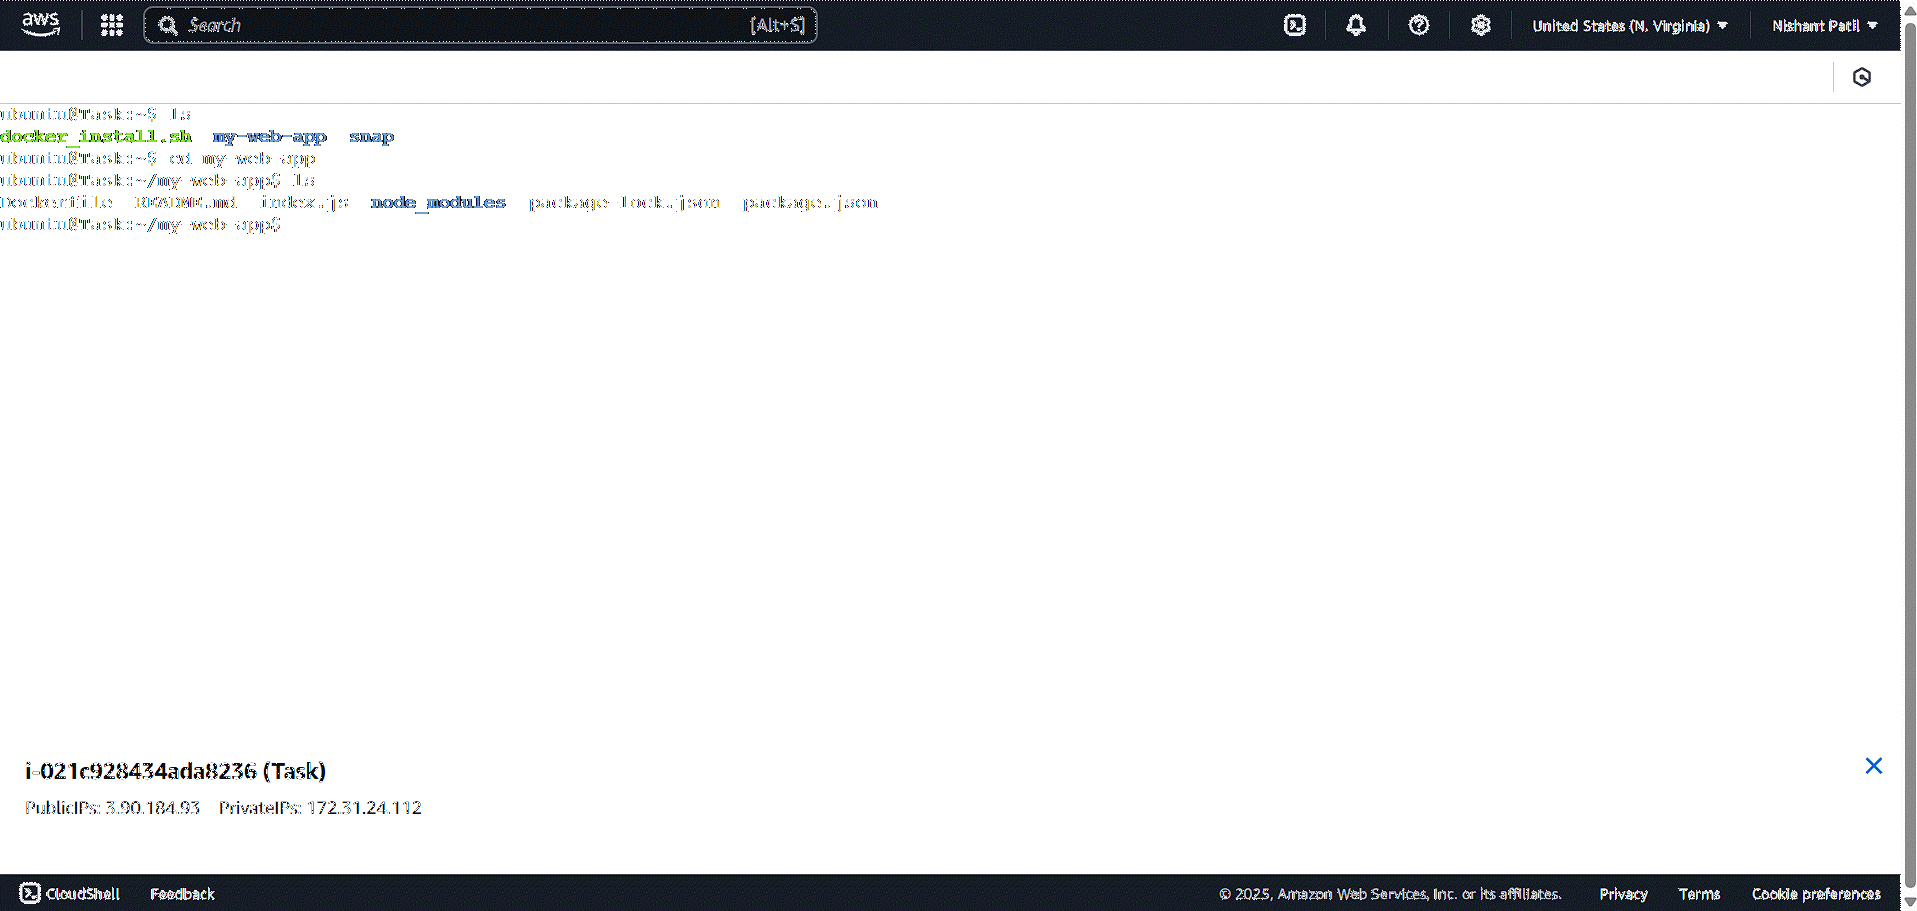 aws Search [Alt+S] United States (N. Virginia) Nishant Patil
ubuntu@Task:~$ ls
docker_install.sh my-web-app snap
ubuntu@Task:~$ cd my-web-app
ubuntu@Task:~/my-web-app$ ls
Dockerfile README.md index.js node_modules package-lock.json package.json
ubuntu@Task:~/my-web-app$
i-021c928434ada8236 (Task)
PublicIPs: 3.90.184.93 PrivateIPs: 172.31.24.112
CloudShell Feedback © 2025, Amazon Web Services, Inc. or its affiliates. Privacy Terms Cookie preferences